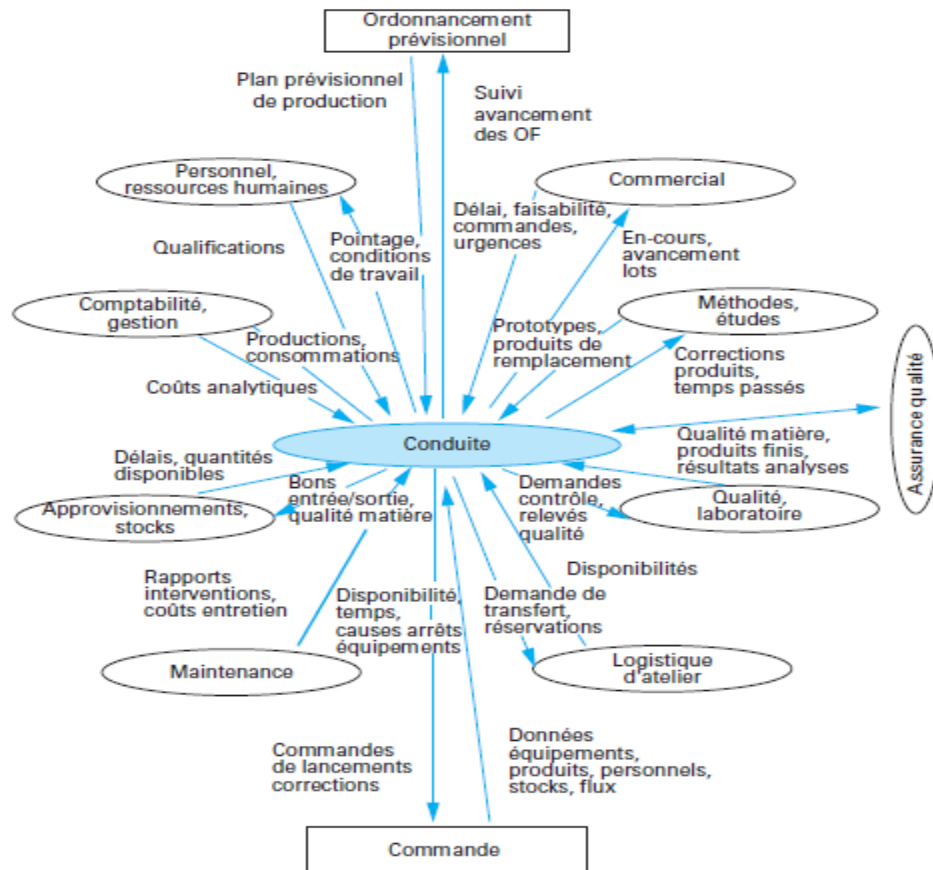 Ordonnancement
prévisionnel
Plan prévisionnel
de production
Suivi
avancement
des OF
Personnel,
ressources humaines
Commercial
Qualifications
Pointage,
conditions
de travail
Délai, faisabilité,
commandes,
urgences
En-cours,
avancement
lots
Comptabilité,
gestion
Méthodes,
études
Productions,
consommations
Prototypes,
produits de
remplacement
Coûts analytiques
Corrections
produits,
temps passés
Assurance qualité
Conduite
Délais, quantités
disponibles
Bons
entrée/sortie,
qualité matière
Demandes
contrôle,
relevés
qualité
Qualité matière,
produits finis,
résultats analyses
Approvisionnements,
stocks
Qualité,
laboratoire
Rapports
interventions,
coûts entretien
Disponibilité,
temps,
causes arrêts
équipements
Demande de
transfert,
réservations
Disponibilités
Maintenance
Logistique
d'atelier
Commandes
de lancements
corrections
Données
équipements,
produits, personnels,
stocks, flux
Commande